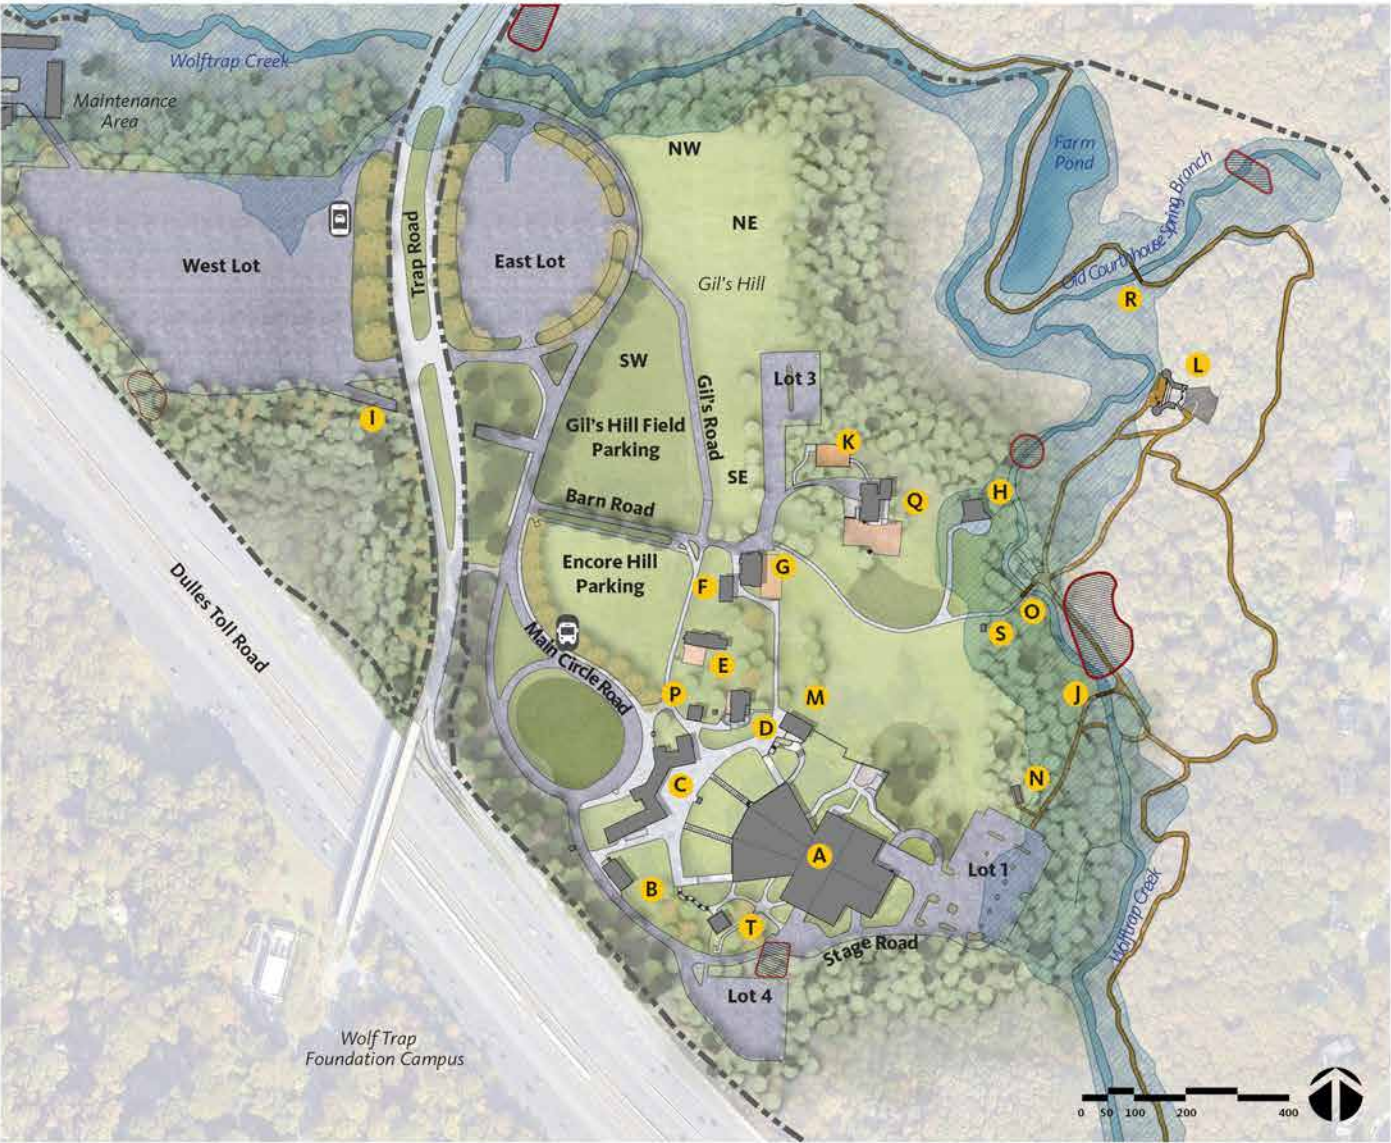 Wolftrap Creek
Maintenance
Area
NW
Farm
Pond
NE
Old Courthouse Spring Branch
Trap Road
West Lot
East Lot
Gil's Hill
R
SW
L
Lot 3
Gil's Road
I
Gil's Hill Field
Parking
K
SE
H
Q
Barn Road
Encore Hill
Parking
G
F
Dulles Toll Road
O
S
Main Circle Road
E
P
M
J
D
C
N
A
Lot 1
B
Wolftrap Creek
T
Stage Road
Lot 4
Wolf Trap
Foundation Campus
0 50 100 200 400